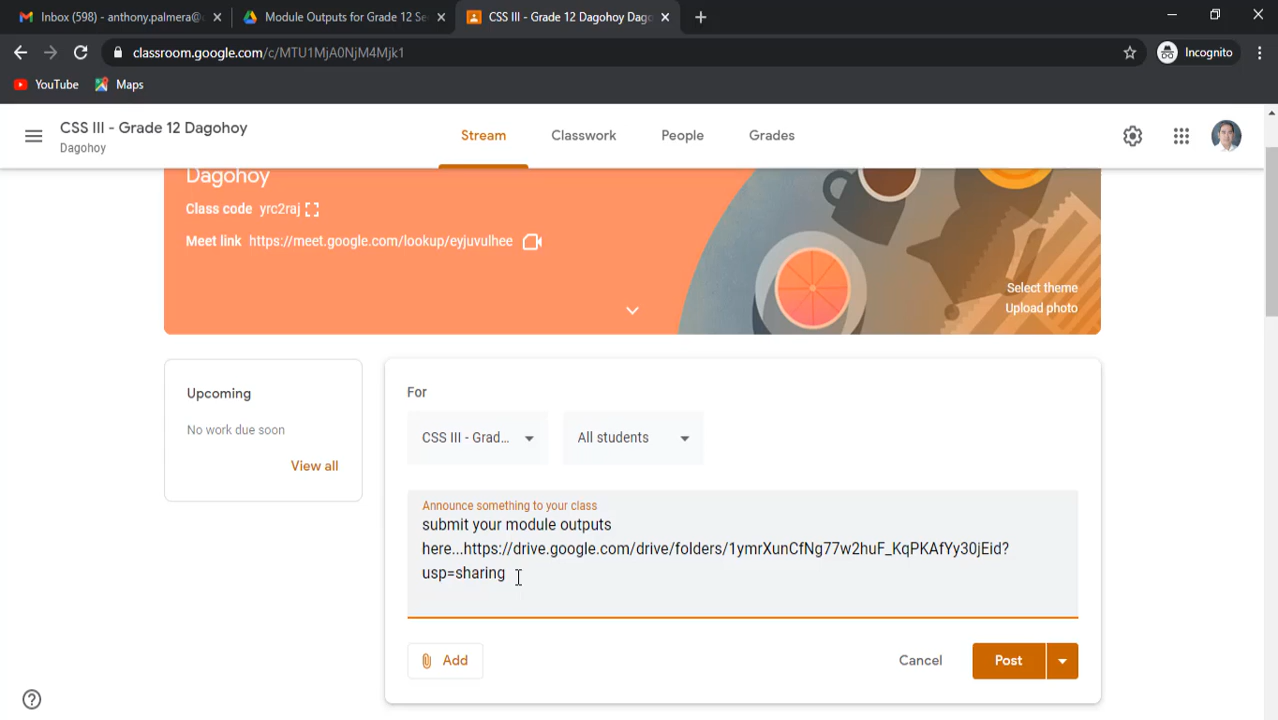 Inbox (598) - anthony.palmera@
Module Outputs for Grade 12 Se
CSS III - Grade 12 Dagohoy Dago
classroom.google.com/c/MTU1MjA0NjM4Mjk1
Incognito
YouTube
Maps
CSS III - Grade 12 Dagohoy
Dagohoy
Stream
Classwork
People
Grades
Dagohoy
Class code yrc2raj
Meet link https://meet.google.com/lookup/eyjuvulhee
Select theme
Upload photo
Upcoming
No work due soon
View all
For
CSS III - Grad...
All students
Announce something to your class
submit your module outputs
here...https://drive.google.com/drive/folders/1ymrXunCfNg77w2huF_KqPKAfYy30jEid?
usp=sharing
Add
Cancel
Post